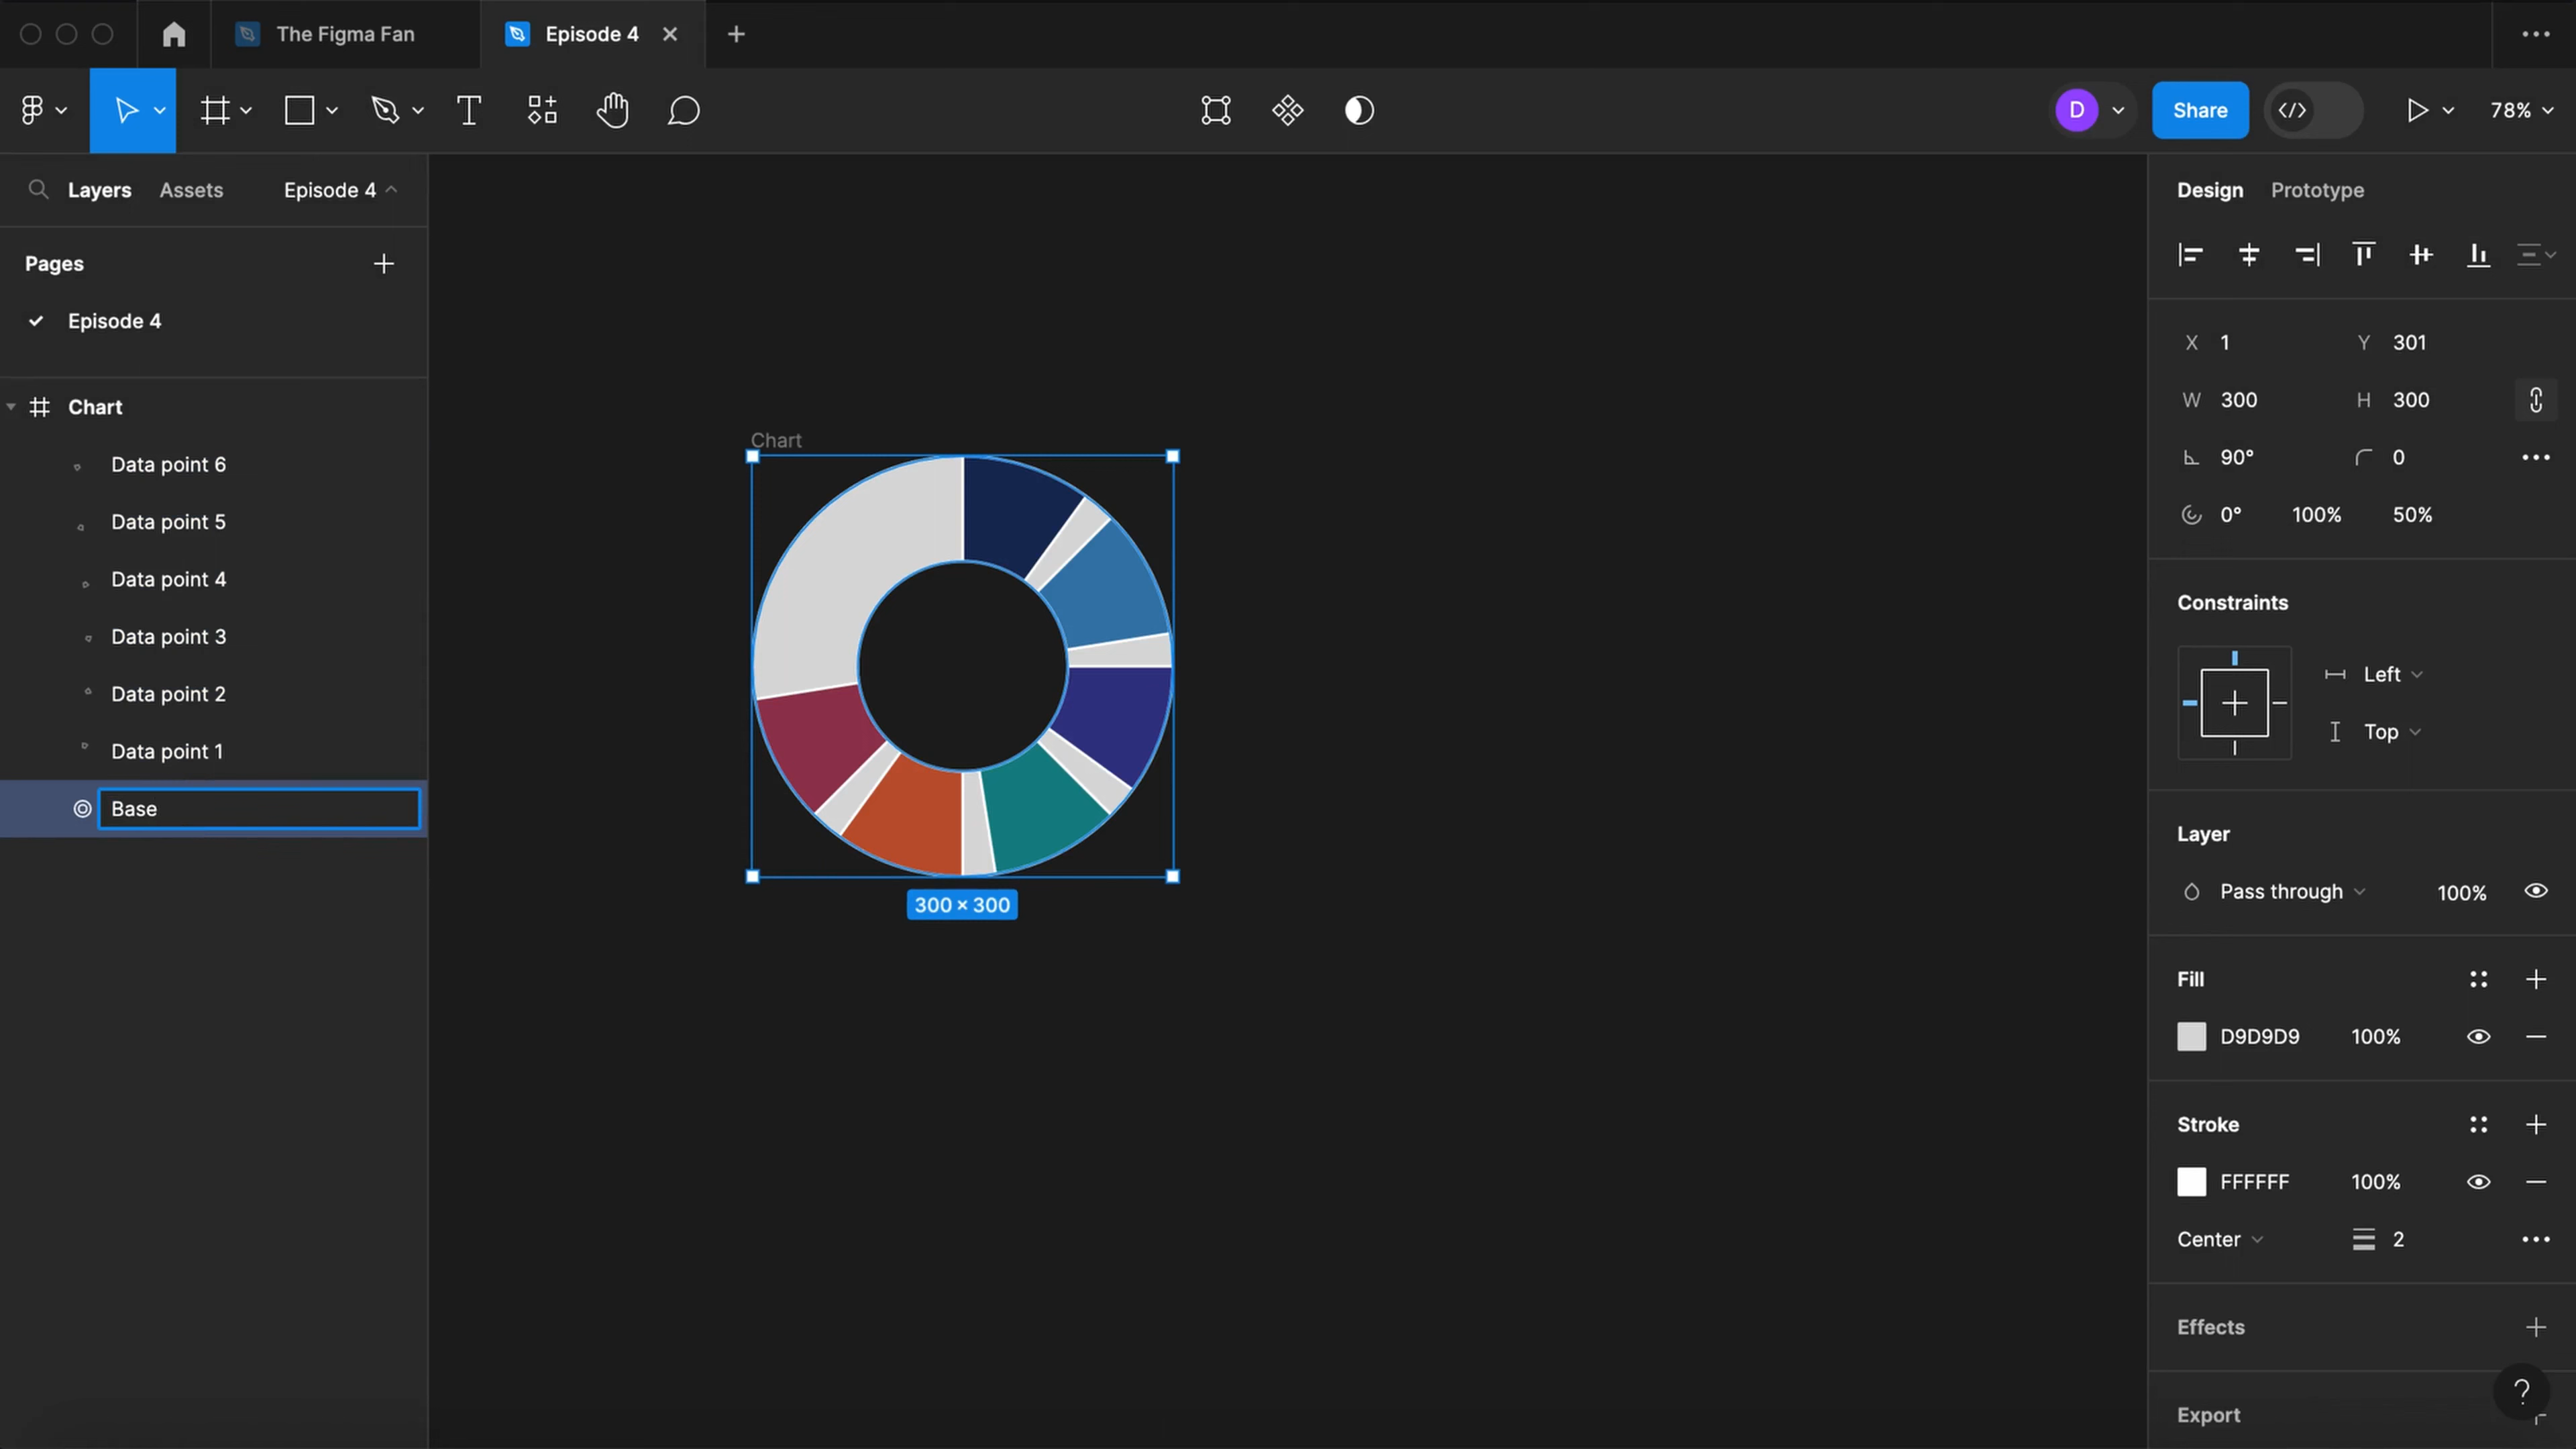 The Figma Fan
Episode 4
D
Share
78%
Layers
Assets
Episode 4
Pages
Episode 4
Chart
Data point 6
Data point 5
Data point 4
Data point 3
Data point 2
Data point 1
Base
Chart
300 × 300
Design
Prototype
X 1
Y 301
W 300
H 300
90°
0
0°
100%
50%
Constraints
Left
Top
Layer
Pass through
100%
Fill
D9D9D9
100%
Stroke
FFFFFF
100%
Center
2
Effects
?
Export